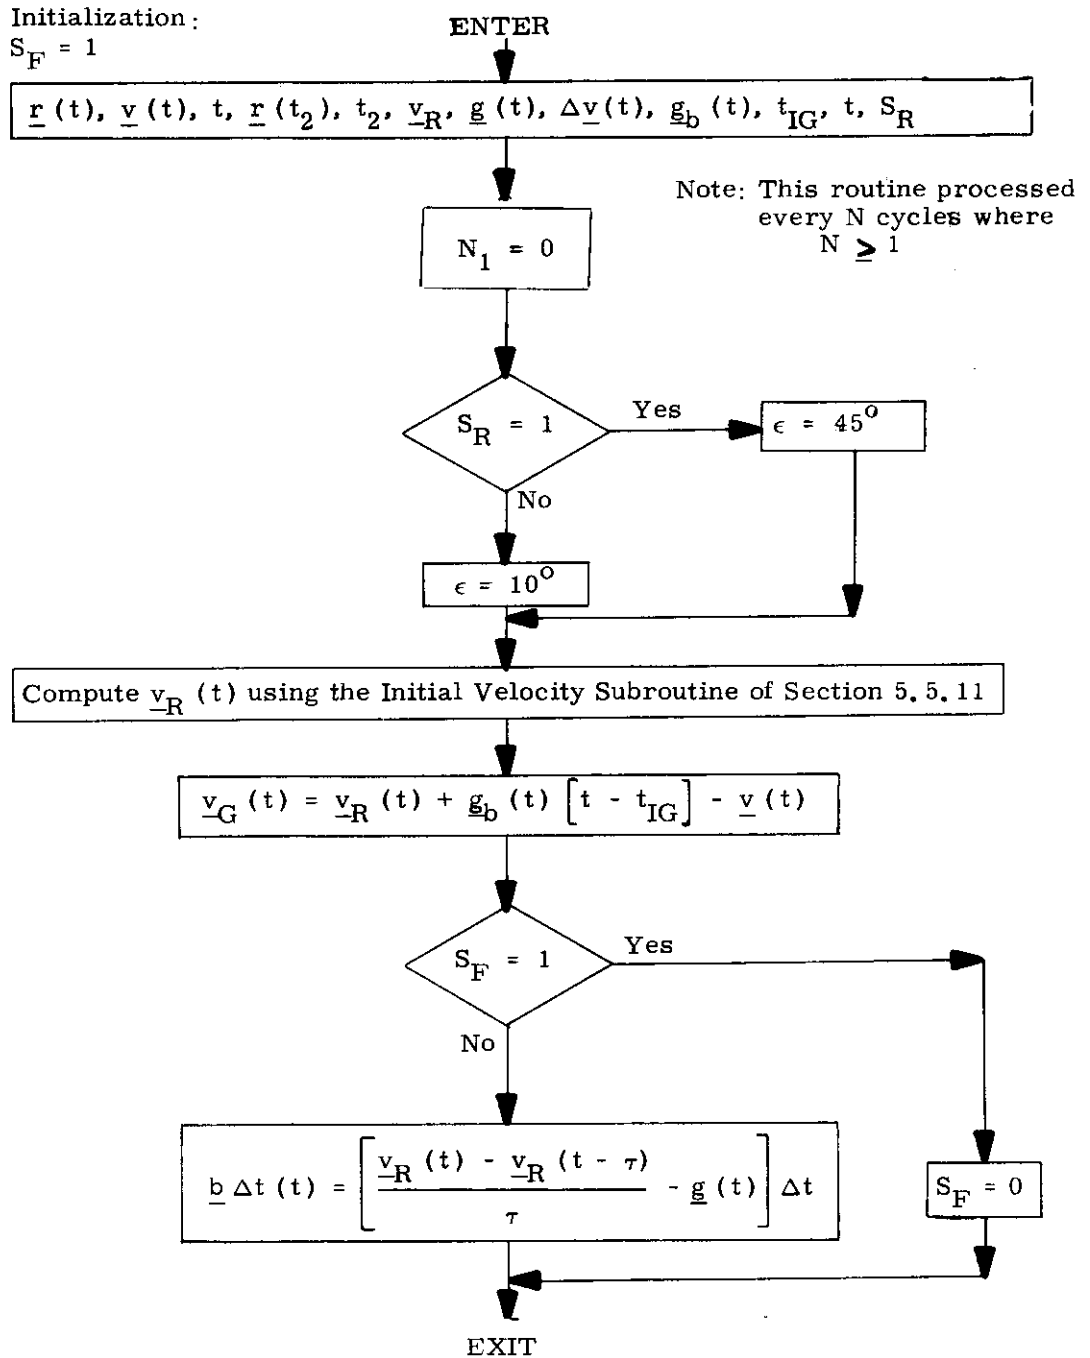 Initialization:
S_F = 1
ENTER
r (t), v (t), t, r (t_2), t_2, v_R, g (t), Δv(t), g_b (t), t_IG, t, S_R
Note: This routine processed
every N cycles where
N ≥ 1
N_1 = 0
S_R = 1
Yes
ϵ = 45°
No
ϵ = 10°
Compute v_R (t) using the Initial Velocity Subroutine of Section 5.5.11
v_G (t) = v_R (t) + g_b (t) [t - t_IG] - v (t)
S_F = 1
Yes
No
b Δt (t) = [v_R (t) - v_R (t - τ) / τ - g (t)] Δt
S_F = 0
EXIT